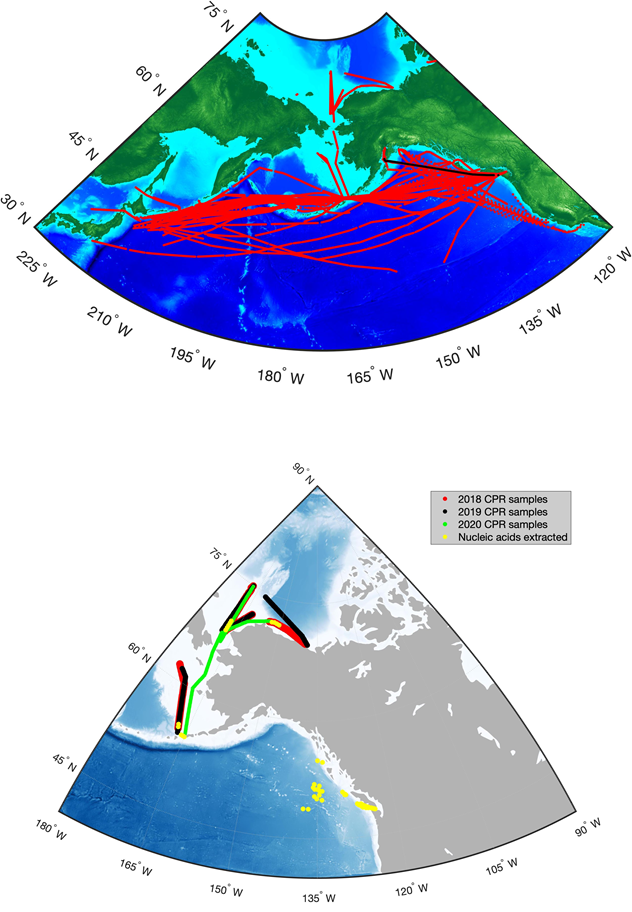 75° N
60° N
45° N
30° N
225° W
210° W
195° W
180° W
165° W
150° W
135° W
120° W
90° N
2018 CPR samples
2019 CPR samples
2020 CPR samples
Nucleic acids extracted
75° N
60° N
45° N
180° W
165° W
150° W
135° W
120° W
105° W
90° W